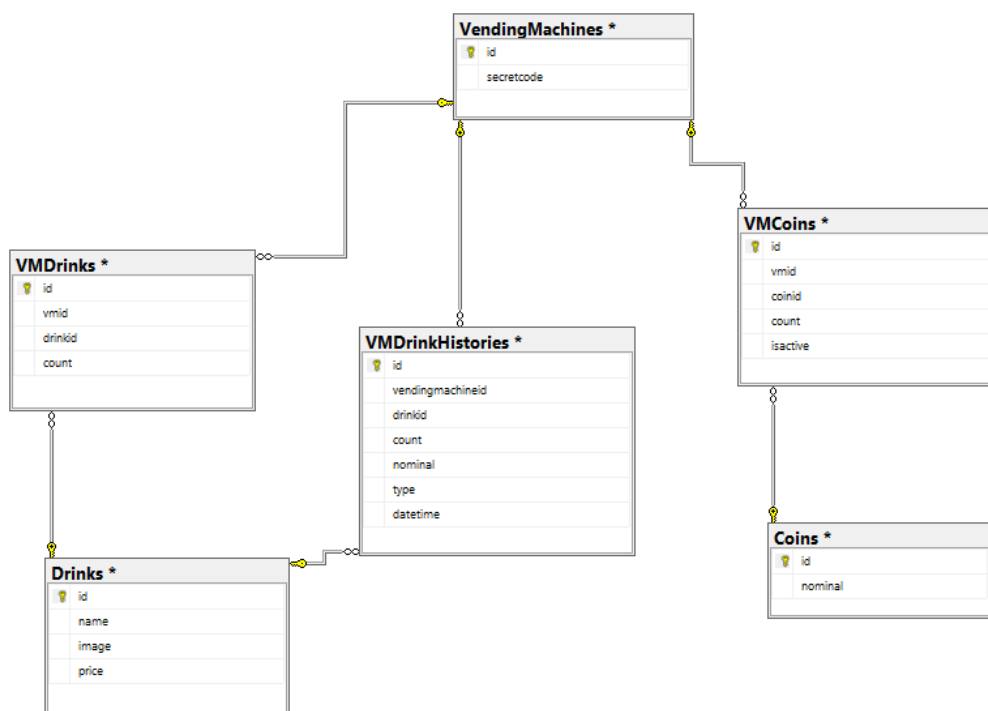 VendingMachines *
id
secretcode
VMDrinks *
id
vmid
drinkid
count
VMDrinkHistories *
id
vendingmachineid
drinkid
count
nominal
type
datetime
VMCoins *
id
vmid
coinid
count
isactive
Drinks *
id
name
image
price
Coins *
id
nominal